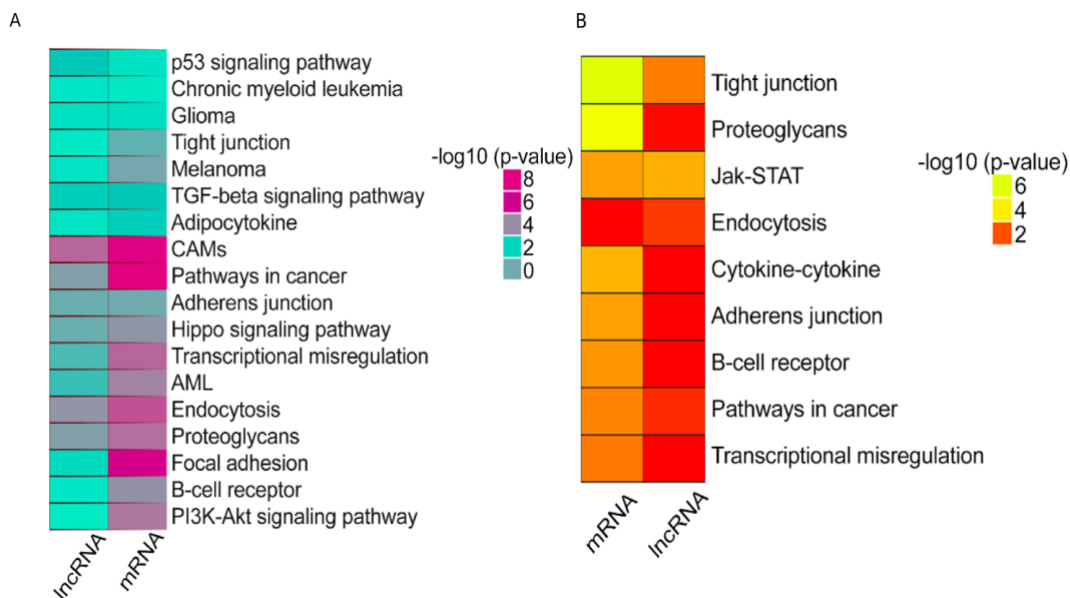 A
p53 signaling pathway
Chronic myeloid leukemia
Glioma
Tight junction
Melanoma
TGF-beta signaling pathway
Adipocytokine
CAMs
Pathways in cancer
Adherens junction
Hippo signaling pathway
Transcriptional misregulation
AML
Endocytosis
Proteoglycans
Focal adhesion
B-cell receptor
PI3K-Akt signaling pathway
lncRNA
mRNA
-log10 (p-value)
8
6
4
2
0
B
Tight junction
Proteoglycans
Jak-STAT
Endocytosis
Cytokine-cytokine
Adherens junction
B-cell receptor
Pathways in cancer
Transcriptional misregulation
mRNA
lncRNA
-log10 (p-value)
6
4
2